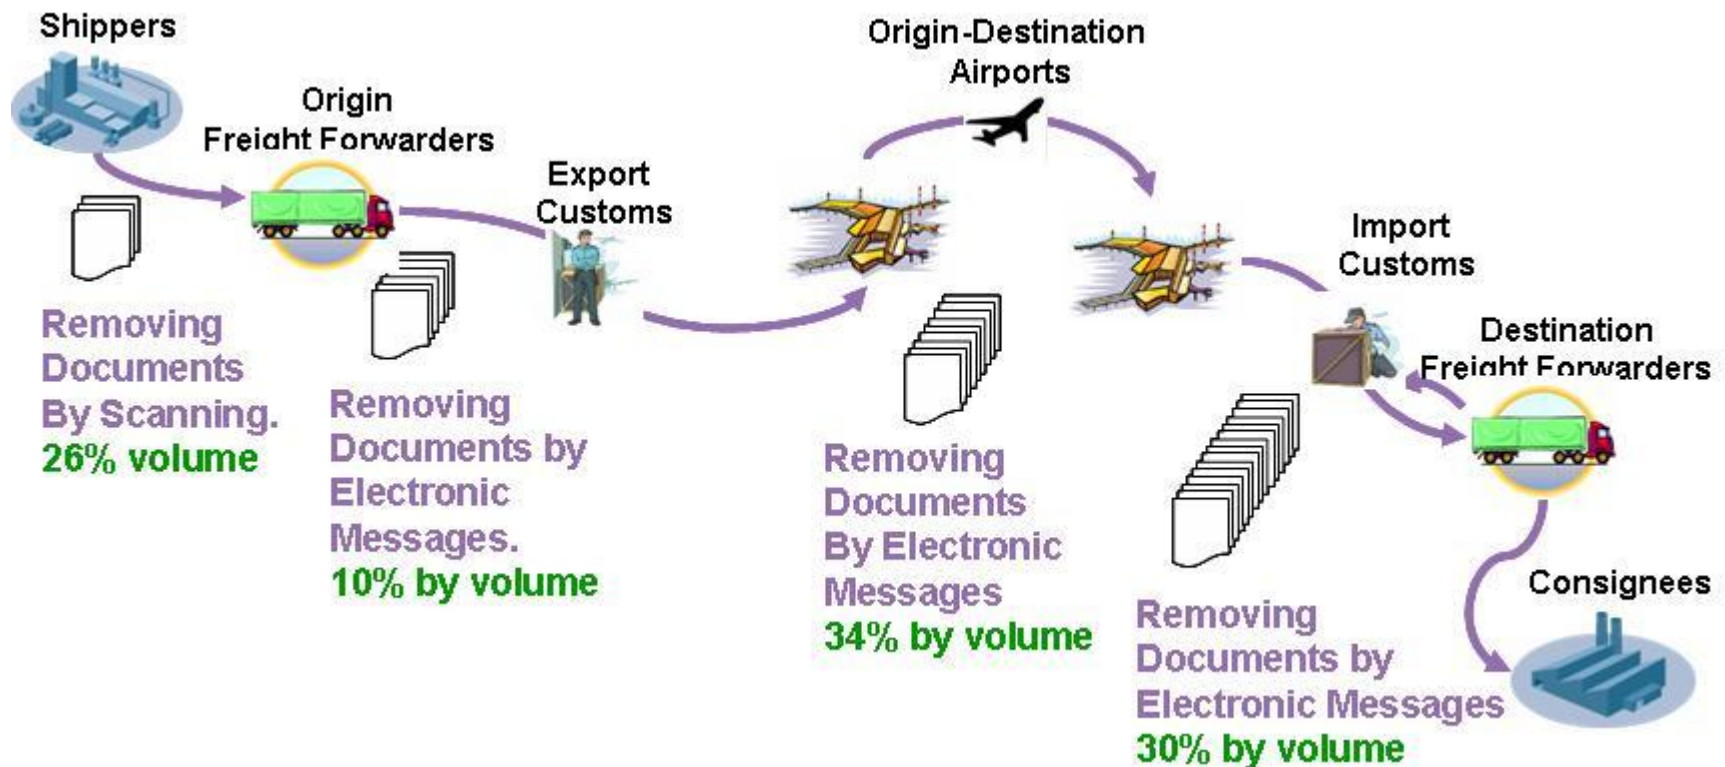 Shippers
Origin
Freight Forwarders
Export
Customs
Origin-Destination
Airports
Import
Customs
Destination
Freight Forwarders
Consignees
Removing
Documents
By Scanning.
26% volume
Removing
Documents by
Electronic
Messages.
10% by volume
Removing
Documents
By Electronic
Messages
34% by volume
Removing
Documents by
Electronic Messages
30% by volume